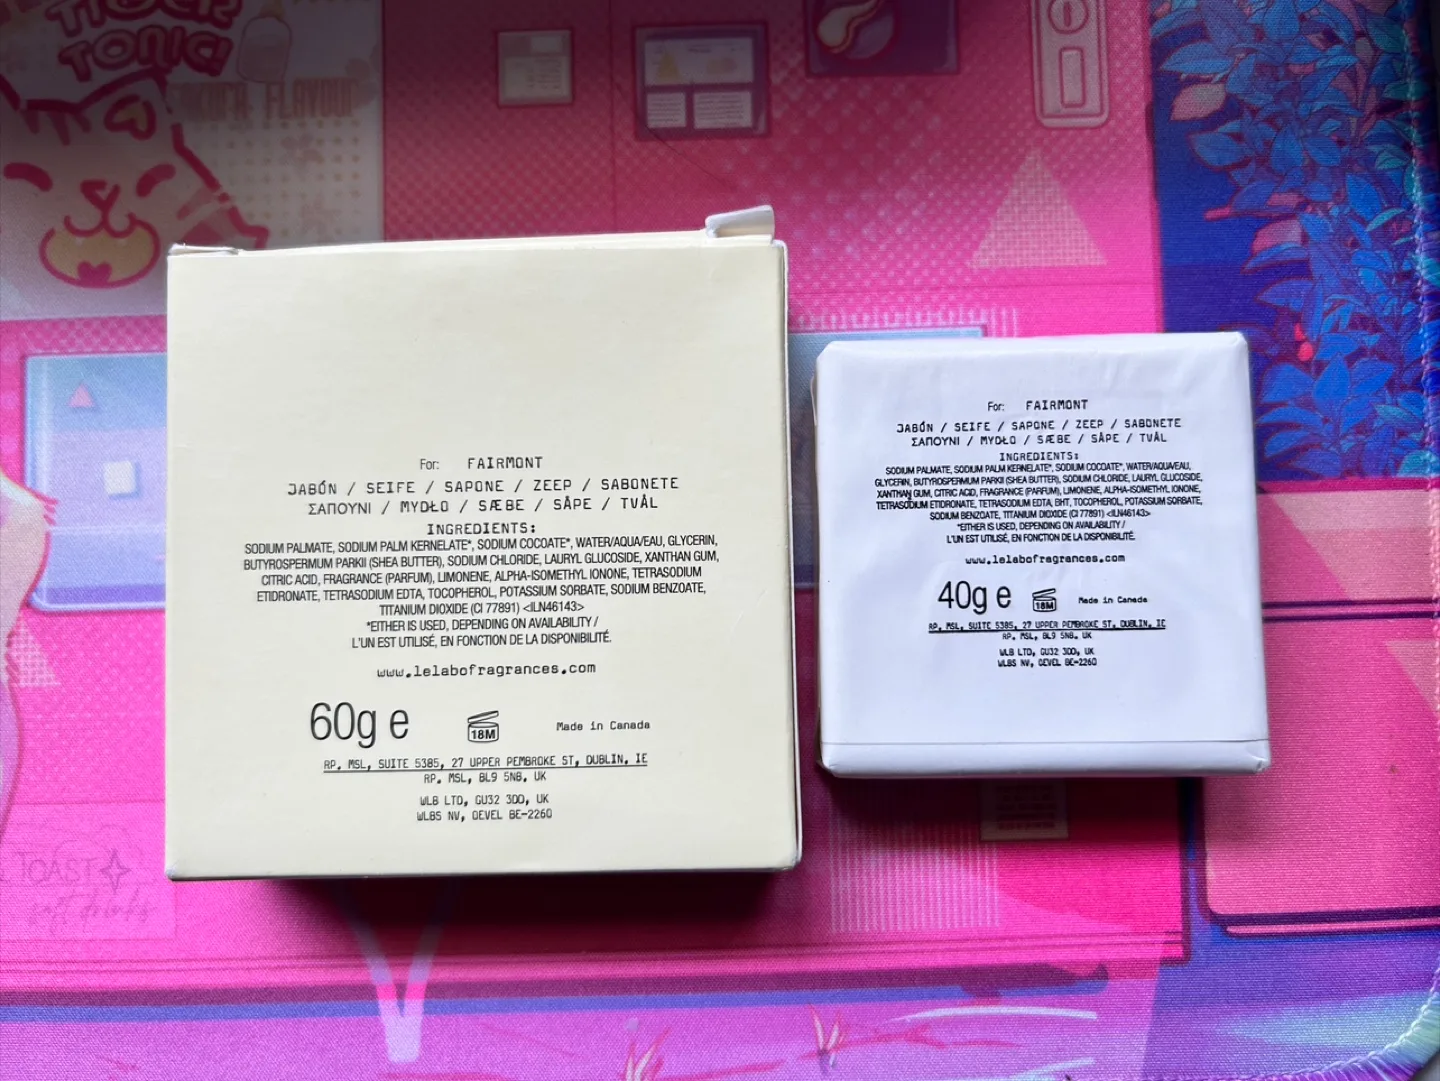 TIGER
TONIC!
SAKURA FLAVOUR
For: FAIRMONT
JABÓN / SEIFE / SAPONE / ZEEP / SABONETE
ΣΑΠΟΥΝΙ / MYDŁO / SÆBE / SÅPE / TVÅL
INGREDIENTS:
SODIUM PALMATE, SODIUM PALM KERNELATE*, SODIUM COCOATE*, WATER/AQUA/EAU, GLYCERIN,
BUTYROSPERMUM PARKII (SHEA BUTTER), SODIUM CHLORIDE, LAURYL GLUCOSIDE, XANTHAN GUM,
CITRIC ACID, FRAGRANCE (PARFUM), LIMONENE, ALPHA-ISOMETHYL IONONE, TETRASODIUM
ETIDRONATE, TETRASODIUM EDTA, TOCOPHEROL, POTASSIUM SORBATE, SODIUM BENZOATE,
TITANIUM DIOXIDE (CI 77891) <ILN46143>
*EITHER IS USED, DEPENDING ON AVAILABILITY /
L'UN EST UTILISÉ, EN FONCTION DE LA DISPONIBILITÉ.
www.lelabofragrances.com
60g e 18M Made in Canada
RP. MSL, SUITE 5385, 27 UPPER PEMBROKE ST, DUBLIN, IE
RP. MSL, BL9 5NB, UK
WLB LTD, GU32 3DD, UK
WLBS NV, OEVEL BE-2260
For: FAIRMONT
JABÓN / SEIFE / SAPONE / ZEEP / SABONETE
ΣΑΠΟΥΝΙ / MYDŁO / SÆBE / SÅPE / TVÅL
INGREDIENTS:
SODIUM PALMATE, SODIUM PALM KERNELATE*, SODIUM COCOATE*, WATER/AQUA/EAU,
GLYCERIN, BUTYROSPERMUM PARKII (SHEA BUTTER), SODIUM CHLORIDE, LAURYL GLUCOSIDE,
XANTHAN GUM, CITRIC ACID, FRAGRANCE (PARFUM), LIMONENE, ALPHA-ISOMETHYL IONONE,
TETRASODIUM ETIDRONATE, TETRASODIUM EDTA, BHT, TOCOPHEROL, POTASSIUM SORBATE,
SODIUM BENZOATE, TITANIUM DIOXIDE (CI 77891) <ILN46143>
*EITHER IS USED, DEPENDING ON AVAILABILITY /
L'UN EST UTILISÉ, EN FONCTION DE LA DISPONIBILITÉ.
www.lelabofragrances.com
40g e 18M Made in Canada
RP. MSL, SUITE 5385, 27 UPPER PEMBROKE ST, DUBLIN, IE
RP. MSL, BL9 5NB, UK
WLB LTD, GU32 3DD, UK
WLBS NV, OEVEL BE-2260
TOAST
soft drinks